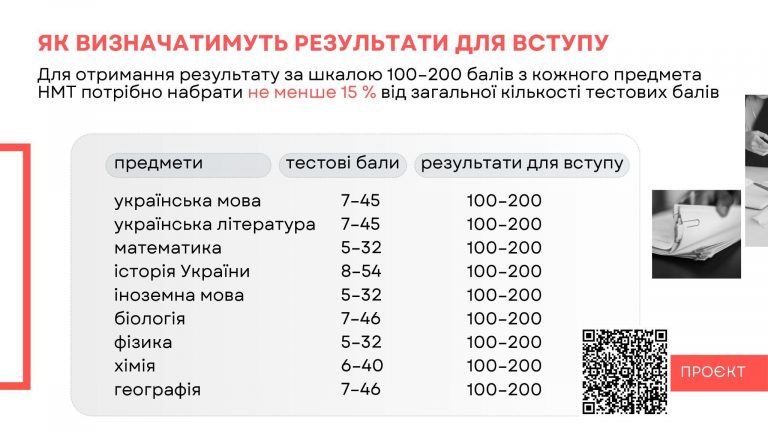 ЯК ВИЗНАЧАТИМУТЬ РЕЗУЛЬТАТИ ДЛЯ ВСТУПУ
Для отримання результату за шкалою 100–200 балів з кожного предмета
НМТ потрібно набрати не менше 15 % від загальної кількості тестових балів
предмети тестові бали результати для вступу
українська мова 7–45 100–200
українська література 7–45 100–200
математика 5–32 100–200
історія України 8–54 100–200
іноземна мова 5–32 100–200
біологія 7–46 100–200
фізика 5–32 100–200
хімія 6–40 100–200
географія 7–46 100–200
ПРОЄКТ